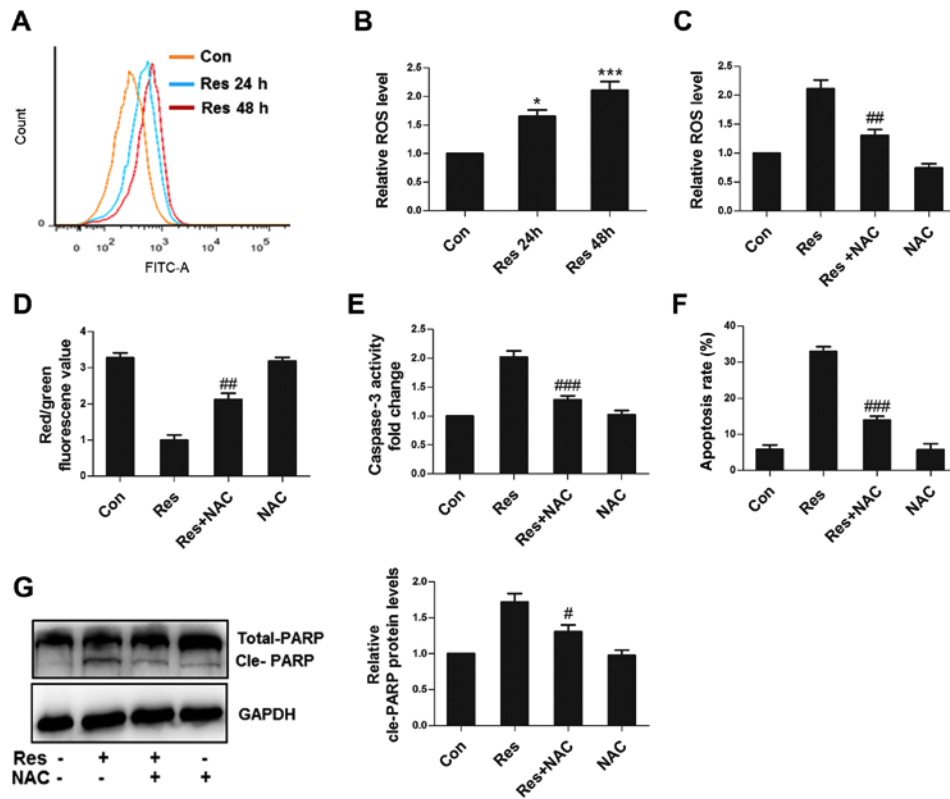 A
Count
0
0 10² 10³ 10⁴ 10⁵
FITC-A
Con
Res 24 h
Res 48 h
B
Relative ROS level
2.5
2.0
1.5
1.0
0.5
0.0
*
***
Con
Res 24h
Res 48h
C
Relative ROS level
2.5
2.0
1.5
1.0
0.5
0.0
##
Con
Res
Res +NAC
NAC
D
Red/green
fluorescene value
4
3
2
1
0
##
Con
Res
Res+NAC
NAC
E
Caspase-3 activity
fold change
2.5
2.0
1.5
1.0
0.5
0.0
###
Con
Res
Res+NAC
NAC
F
Apoptosis rate (%)
40
30
20
10
0
###
Con
Res
Res+NAC
NAC
G
Total-PARP
Cle- PARP
GAPDH
Res - + + -
NAC - - + +
Relative
cle-PARP protein levels
2.0
1.5
1.0
0.5
0.0
#
Con
Res
Res+NAC
NAC